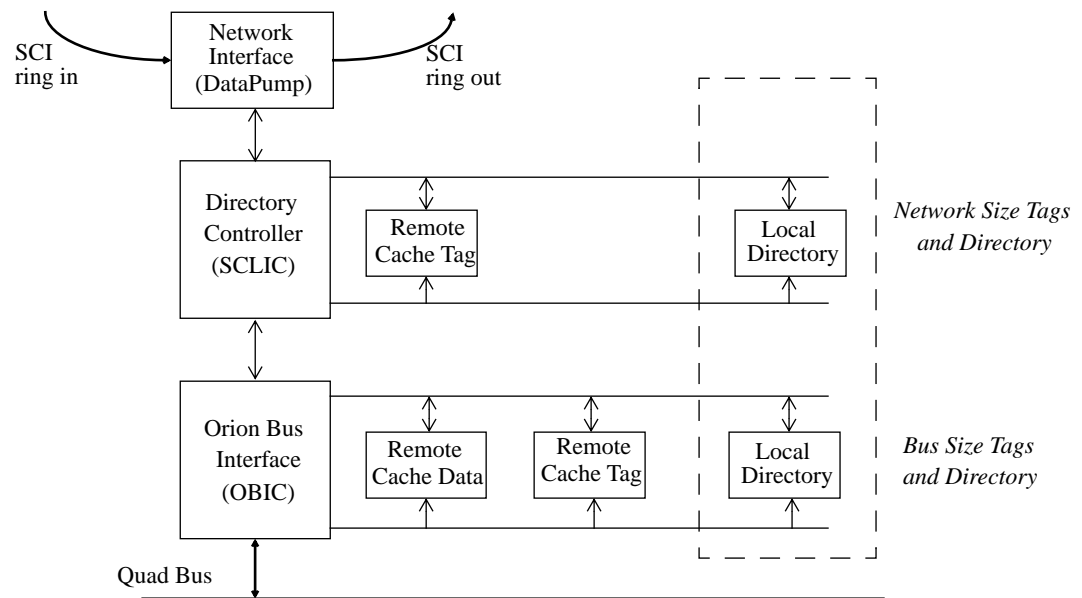 SCI
ring in
Network
Interface
(DataPump)
SCI
ring out
Directory
Controller
(SCLIC)
Remote
Cache Tag
Local
Directory
Network Size Tags
and Directory
Orion Bus
Interface
(OBIC)
Remote
Cache Data
Remote
Cache Tag
Local
Directory
Bus Size Tags
and Directory
Quad Bus